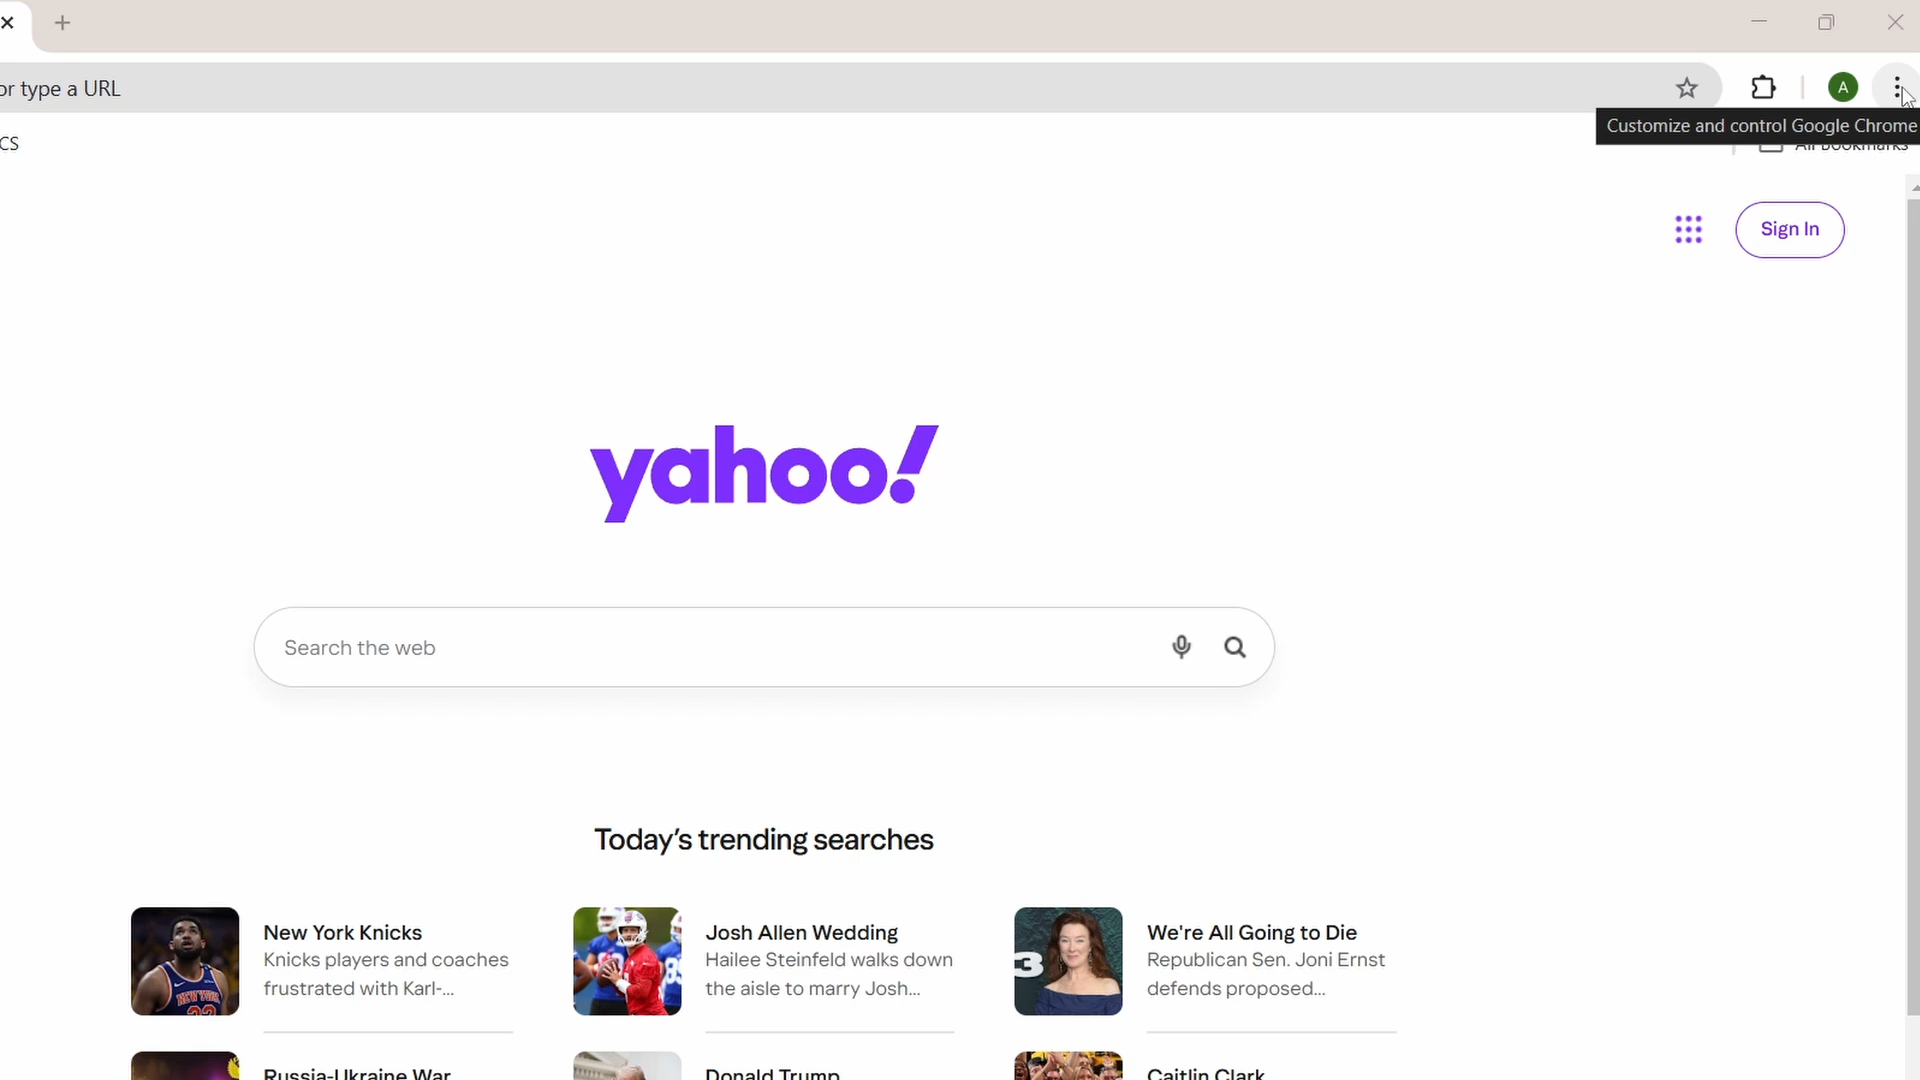 or type a URL
A
Customize and control Google Chrome
CS
All Bookmarks
Sign In
yahoo!
Search the web
Today's trending searches
New York Knicks
Knicks players and coaches
frustrated with Karl-...
Josh Allen Wedding
Hailee Steinfeld walks down
the aisle to marry Josh...
We're All Going to Die
Republican Sen. Joni Ernst
defends proposed...
Russia-Ukraine War
Donald Trump
Caitlin Clark